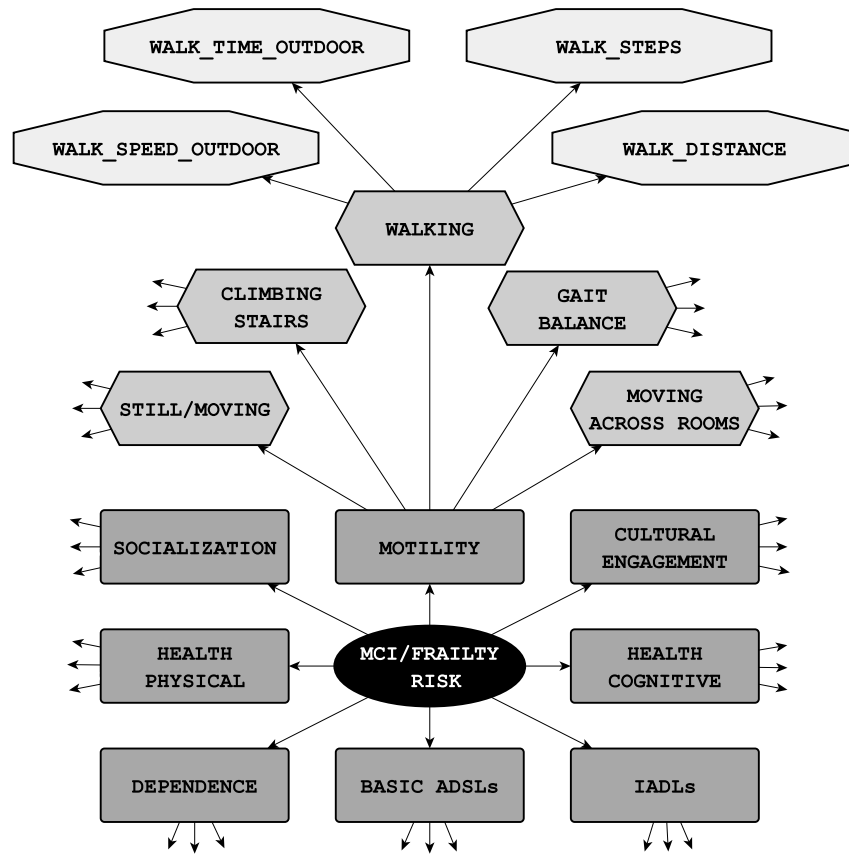 WALK_TIME_OUTDOOR
WALK_STEPS
WALK_SPEED_OUTDOOR
WALK_DISTANCE
WALKING
CLIMBING
STAIRS
GAIT
BALANCE
STILL/MOVING
MOVING
ACROSS ROOMS
SOCIALIZATION
MOTILITY
CULTURAL
ENGAGEMENT
HEALTH
PHYSICAL
MCI/FRAILTY
RISK
HEALTH
COGNITIVE
DEPENDENCE
BASIC ADSLs
IADLs